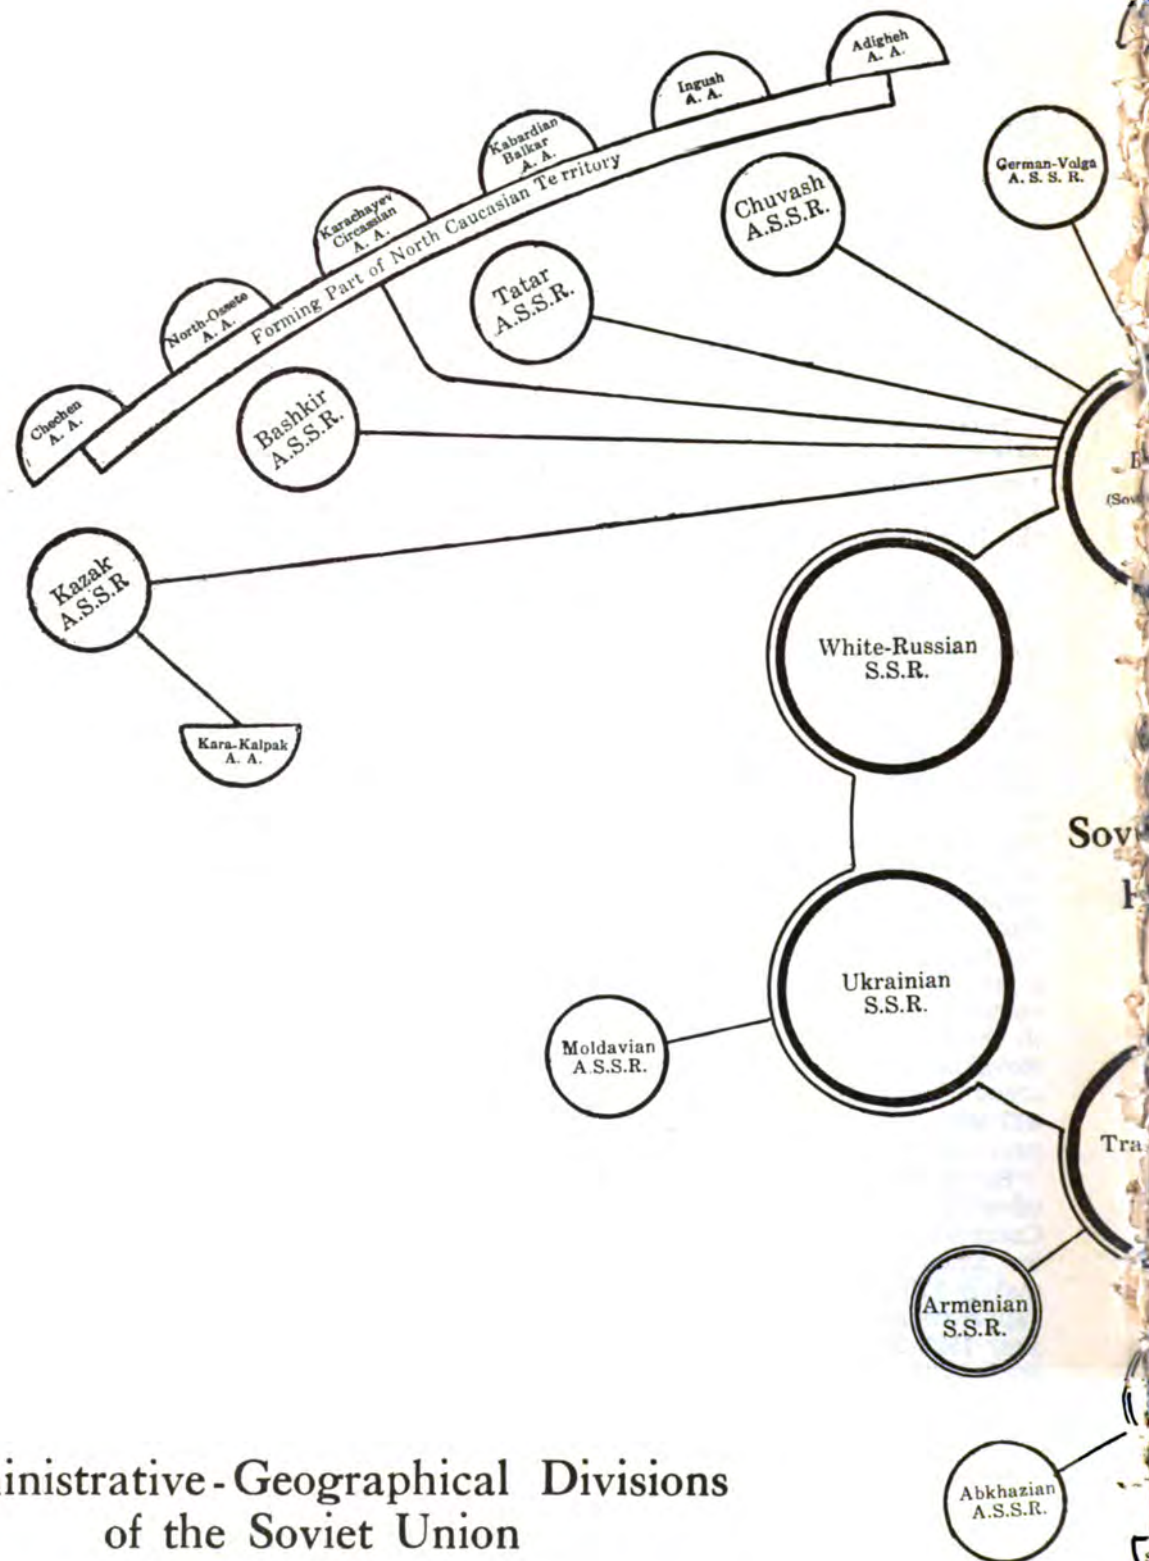 Adigheh
A. A.
Ingush
A. A.
Kabardian
Balkar
A. A.
Karachayev
Circassian
A. A.
North-Ossete
A. A.
Chechen
A. A.
Forming Part of North Caucasian Territory
German-Volga
A. S. S. R.
Chuvash
A.S.S.R.
Tatar
A.S.S.R.
Bashkir
A.S.S.R.
Kazak
A.S.S.R
Kara-Kalpak
A. A.
White-Russian
S.S.R.
Ukrainian
S.S.R.
Moldavian
A.S.S.R.
Armenian
S.S.R.
Abkhazian
A.S.S.R.
inistrative-Geographical Divisions
of the Soviet Union